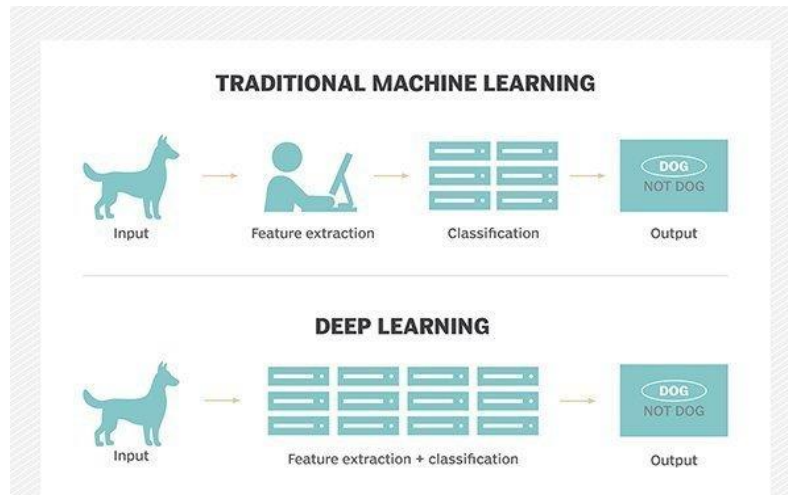 TRADITIONAL MACHINE LEARNING
DOG
NOT DOG
Input
Feature extraction
Classification
Output
DEEP LEARNING
DOG
NOT DOG
Input
Feature extraction + classification
Output